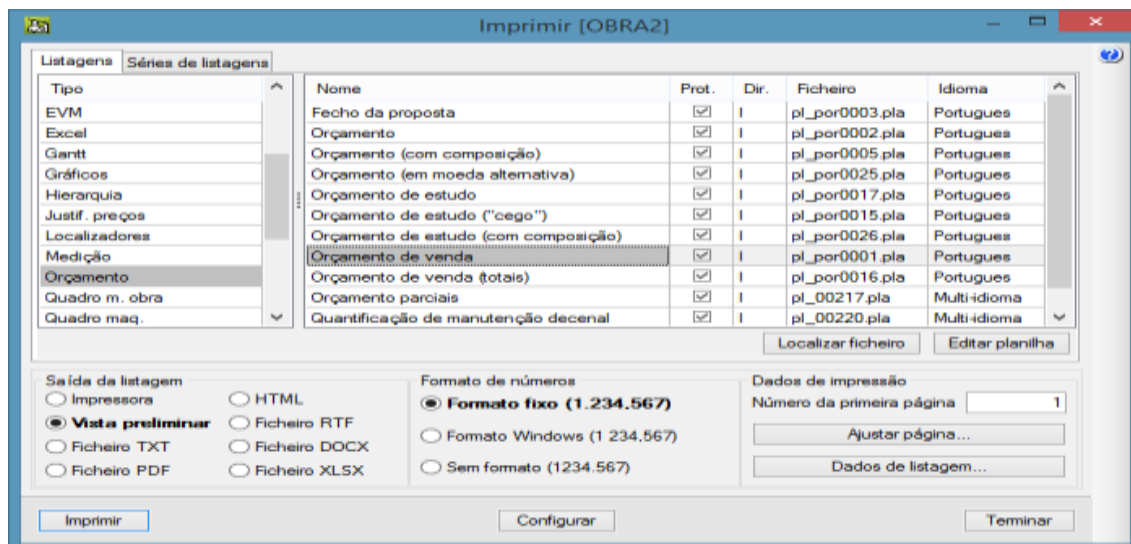 Imprimir [OBRA2]
Listagens Séries de listagens
Tipo Nome Prot. Dir. Ficheiro Idioma
EVM Fecho da proposta I pl_por0003.pla Portugues
Excel Orçamento I pl_por0002.pla Portugues
Gantt Orçamento (com composição) I pl_por0005.pla Portugues
Gráficos Orçamento (em moeda alternativa) I pl_por0025.pla Portugues
Hierarquia Orçamento de estudo I pl_por0017.pla Portugues
Justif. preços Orçamento de estudo ("cego") I pl_por0015.pla Portugues
Localizadores Orçamento de estudo (com composição) I pl_por0026.pla Portugues
Medição Orçamento de venda I pl_por0001.pla Portugues
Orçamento Orçamento de venda (totais) I pl_por0016.pla Portugues
Quadro m. obra Orçamento parciais I pl_00217.pla Multi-idioma
Quadro maq. Quantificação de manutenção decenal I pl_00220.pla Multi-idioma
Localizar ficheiro Editar planilha
Saída da listagem Formato de números Dados de impressão
Impressora HTML Formato fixo (1.234,567) Número da primeira página 1
Vista preliminar Ficheiro RTF Formato Windows (1 234,567) Ajustar página...
Ficheiro TXT Ficheiro DOCX
Ficheiro PDF Ficheiro XLSX Sem formato (1234.567) Dados de listagem...
Imprimir Configurar Terminar